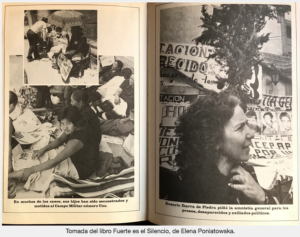 En muchos de los casos, sus hijos han sido secuestrados y
metidos al Campo Militar número Uno.
ACIÓN
Rosario Ibarra de Piedra pidió la amnistía general para los
presos, desaparecidos y exiliados políticos.
Tomada del libro Fuerte es el Silencio, de Elena Poniatowska.